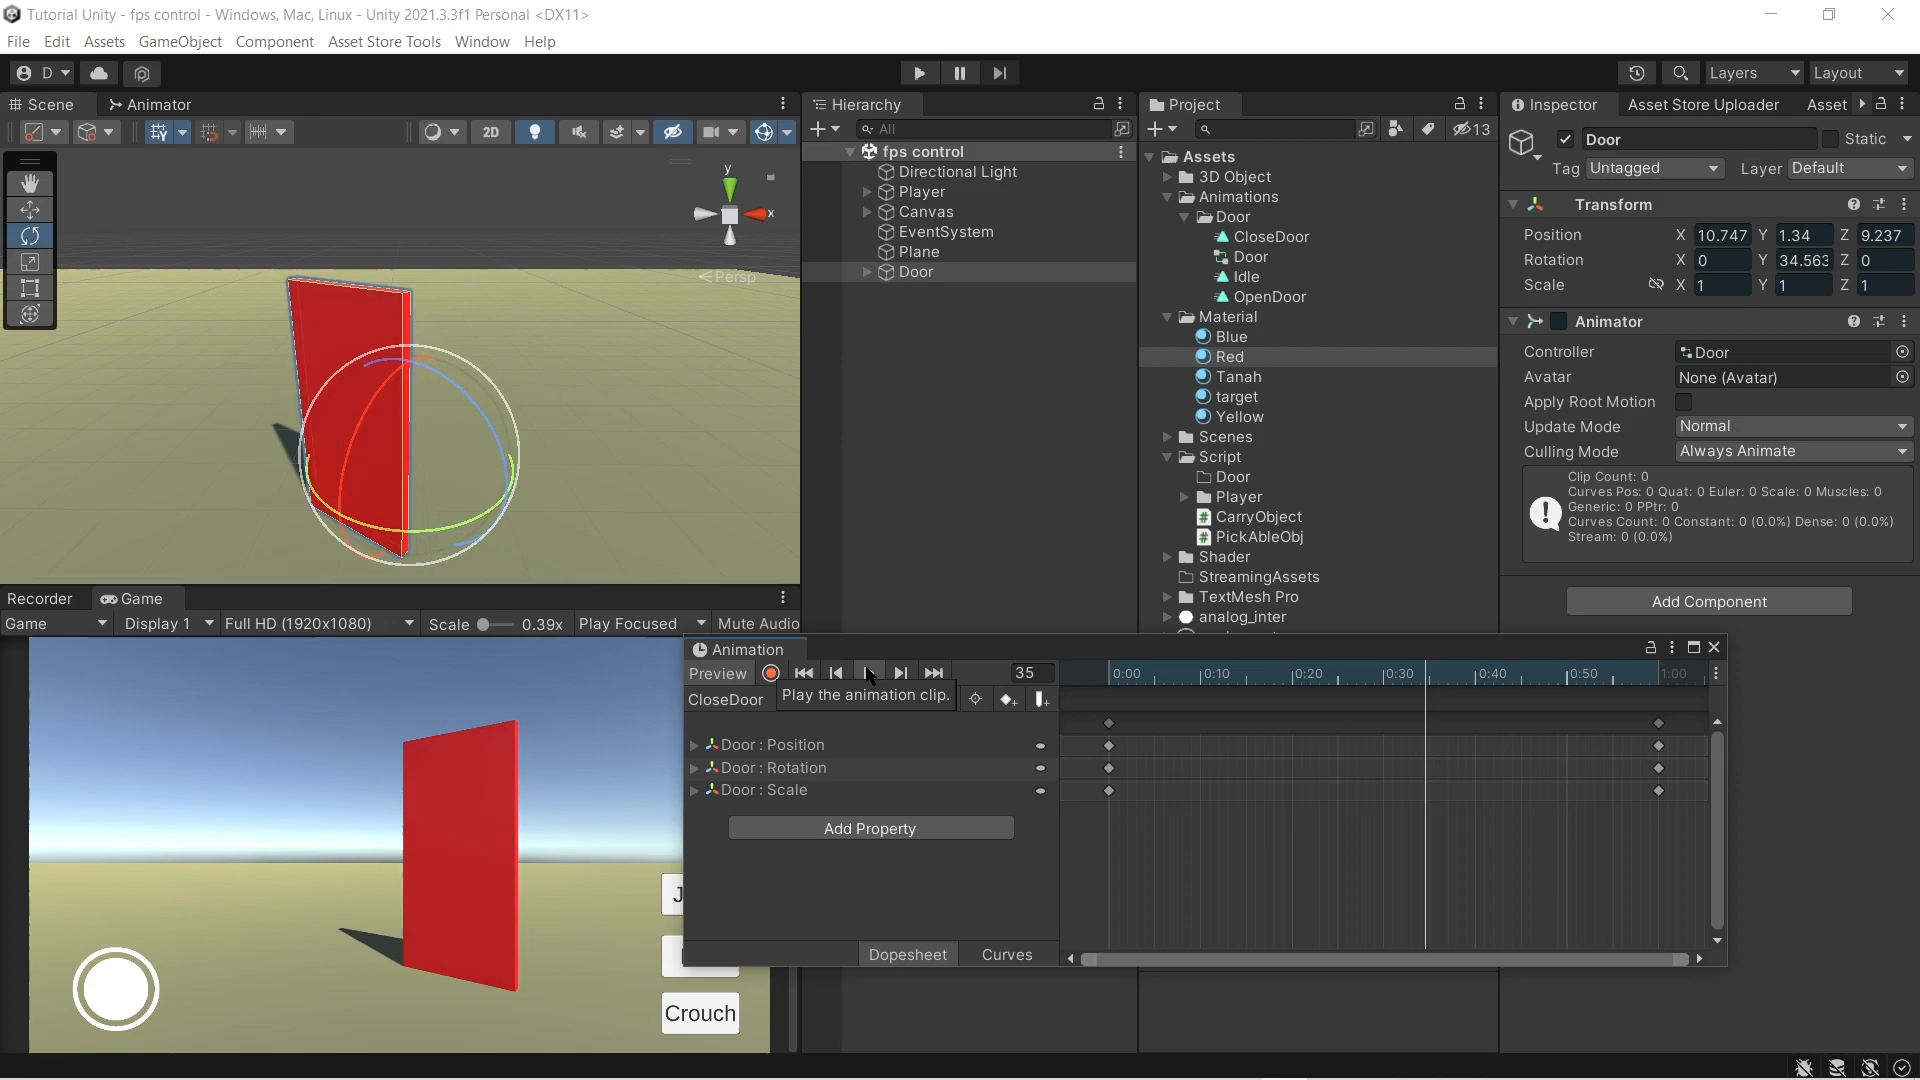 Tutorial Unity - fps control - Windows, Mac, Linux - Unity 2021.3.3f1 Personal <DX11>
File Edit Assets GameObject Component Asset Store Tools Window Help
D
Layers Layout
Scene Animator
2D
y
x
Persp
Recorder Game
Game Display 1 Full HD (1920x1080) Scale 0.39x Play Focused Mute Audio
Crouch
Hierarchy
All
fps control
Directional Light
Player
Canvas
EventSystem
Plane
Door
Project
13
Assets
3D Object
Animations
Door
CloseDoor
Door
Idle
OpenDoor
Material
Blue
Red
Tanah
target
Yellow
Scenes
Script
Door
Player
CarryObject
PickAbleObj
Shader
StreamingAssets
TextMesh Pro
analog_inter
Inspector Asset Store Uploader Asset
Door Static
Tag Untagged Layer Default
Transform
Position X 10.747 Y 1.34 Z 9.237
Rotation X 0 Y 34.563 Z 0
Scale X 1 Y 1 Z 1
Animator
Controller Door
Avatar None (Avatar)
Apply Root Motion
Update Mode Normal
Culling Mode Always Animate
Clip Count: 0
Curves Pos: 0 Quat: 0 Euler: 0 Scale: 0 Muscles: 0
Generic: 0 PPtr: 0
Curves Count: 0 Constant: 0 (0.0%) Dense: 0 (0.0%)
Stream: 0 (0.0%)
Add Component
Animation
Preview 35 0:00 0:10 0:20 0:30 0:40 0:50 1:00
CloseDoor Play the animation clip.
Door : Position
Door : Rotation
Door : Scale
Add Property
Dopesheet Curves